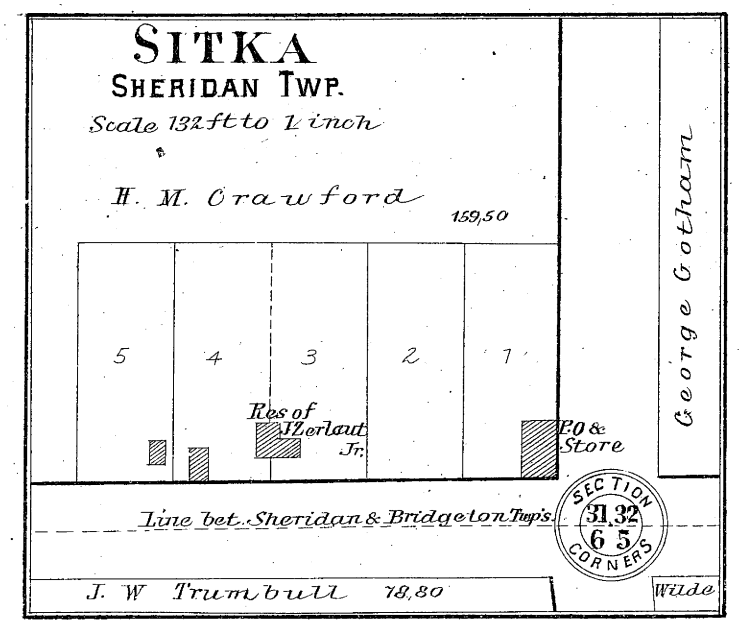 SITKA
SHERIDAN TWP.
Scale 132 ft to 1 inch
H. M. Crawford
159,50
George Gotham
5 4 3 2 1
Res of
J Zerlaut
Jr.
P.O &
Store
SECTION
31 32
6 5
CORNERS
Line bet. Sheridan & Bridgeton Twp's.
J. W Trumbull 78,80
Wilde